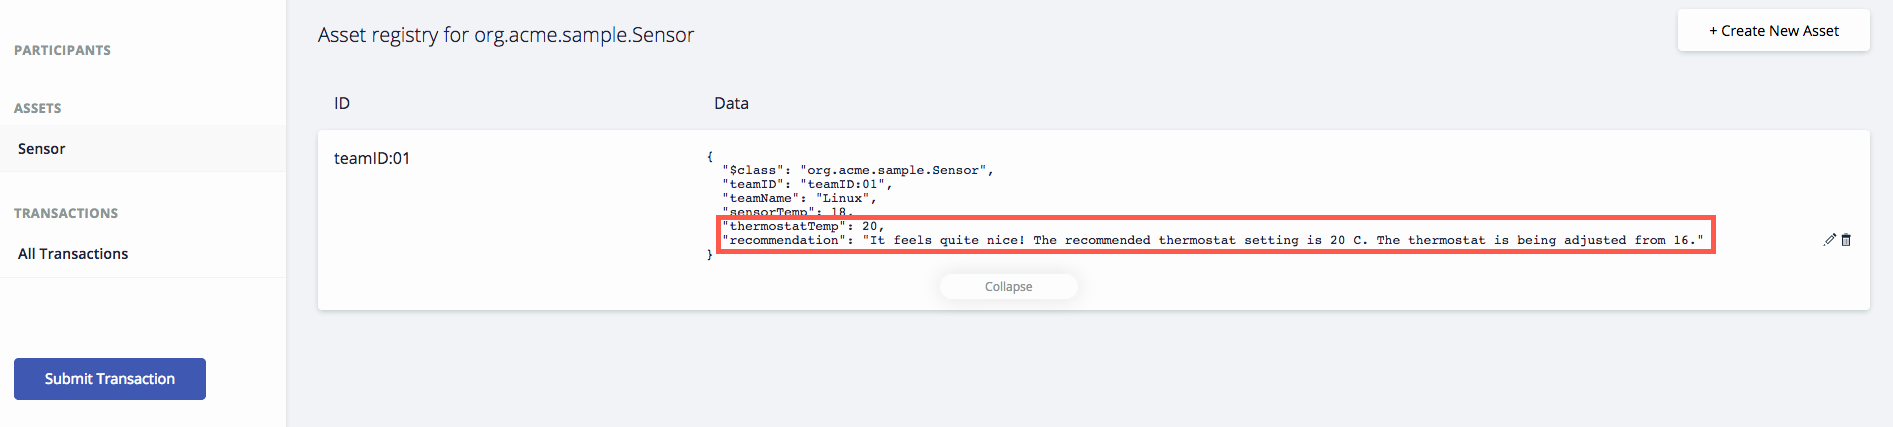 PARTICIPANTS
ASSETS
Sensor
TRANSACTIONS
All Transactions
Submit Transaction
Asset registry for org.acme.sample.Sensor
+ Create New Asset
ID Data
teamID:01
{
"$class": "org.acme.sample.Sensor",
"teamID": "teamID:01",
"teamName": "Linux",
"sensorTemp": 18,
"thermostatTemp": 20,
"recommendation": "It feels quite nice! The recommended thermostat setting is 20 C. The thermostat is being adjusted from 16."
}
Collapse